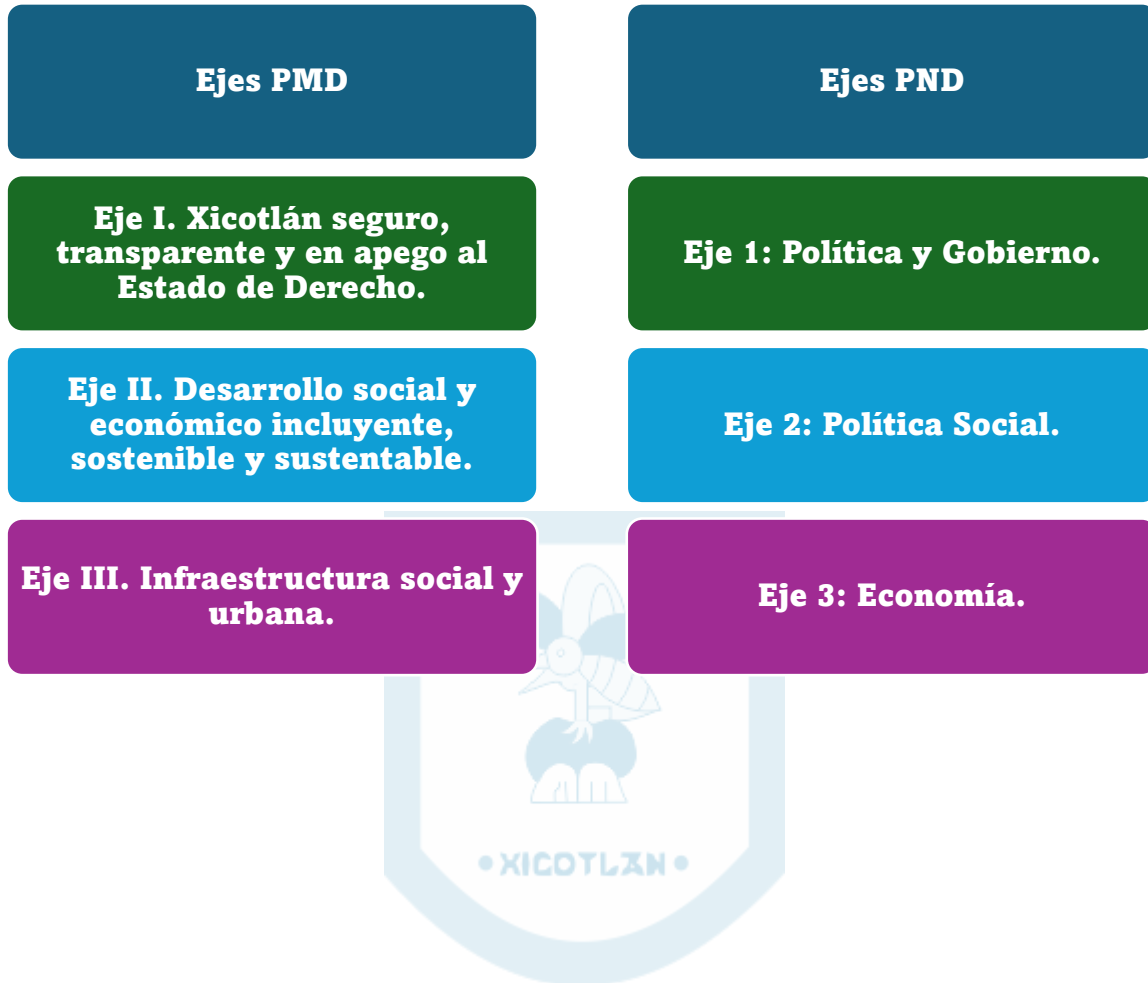 Ejes PMD
Ejes PND
Eje I. Xicotlán seguro,
transparente y en apego al
Estado de Derecho.
Eje 1: Política y Gobierno.
Eje II. Desarrollo social y
económico incluyente,
sostenible y sustentable.
Eje 2: Política Social.
Eje III. Infraestructura social y
urbana.
Eje 3: Economía.
• XICOTLAN •